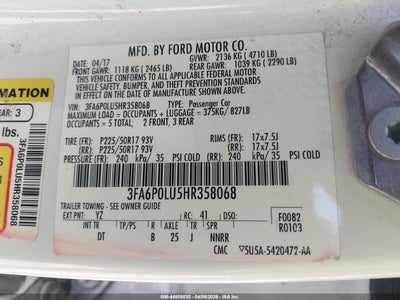 MFD. BY FORD MOTOR CO.
DATE: 04/17
GVWR: 2136 KG ( 4710 LB)
FRONT GAWR: 1118 KG ( 2465 LB)
REAR GAWR: 1039 KG ( 2290 LB)
THIS VEHICLE CONFORMS TO ALL APPLICABLE FEDERAL MOTOR
VEHICLE SAFETY, BUMPER, AND THEFT PREVENTION STANDARDS
IN EFFECT ON THE DATE OF MANUFACTURE SHOWN ABOVE.
VIN: 3FA6P0LU5HR358068
TYPE: Passenger Car
MAXIMUM LOAD= OCCUPANTS + LUGGAGE = 375KG/ 827LB
OCCUPANTS = 5 TOTAL: 2 FRONT, 3 REAR
TIRE: (FR): P225/50R17 93V
RIMS (FR): 17x7.5J
(RR): P225/50R17 93V
(RR): 17x7.5J
PRESSURE (FR): 240 kPa/ 35 PSI COLD
(RR): 240 kPa/ 35 PSI COLD
3FA6P0LU5HR358068
TRAILER TOWING - SEE OWNER GUIDE
EXT PNT: YZ
RC: 41
DSO:
F0082
R0103
INT TR
TP/PS
R
AXLE
TR
SPR
DT
B
25
J
NNRR
CMC
5U5A-5420472-AA
MATION
EAR: 3
lbs.
3FA6P0LU5HR358068
000-44858830 - 04/06/2026 -